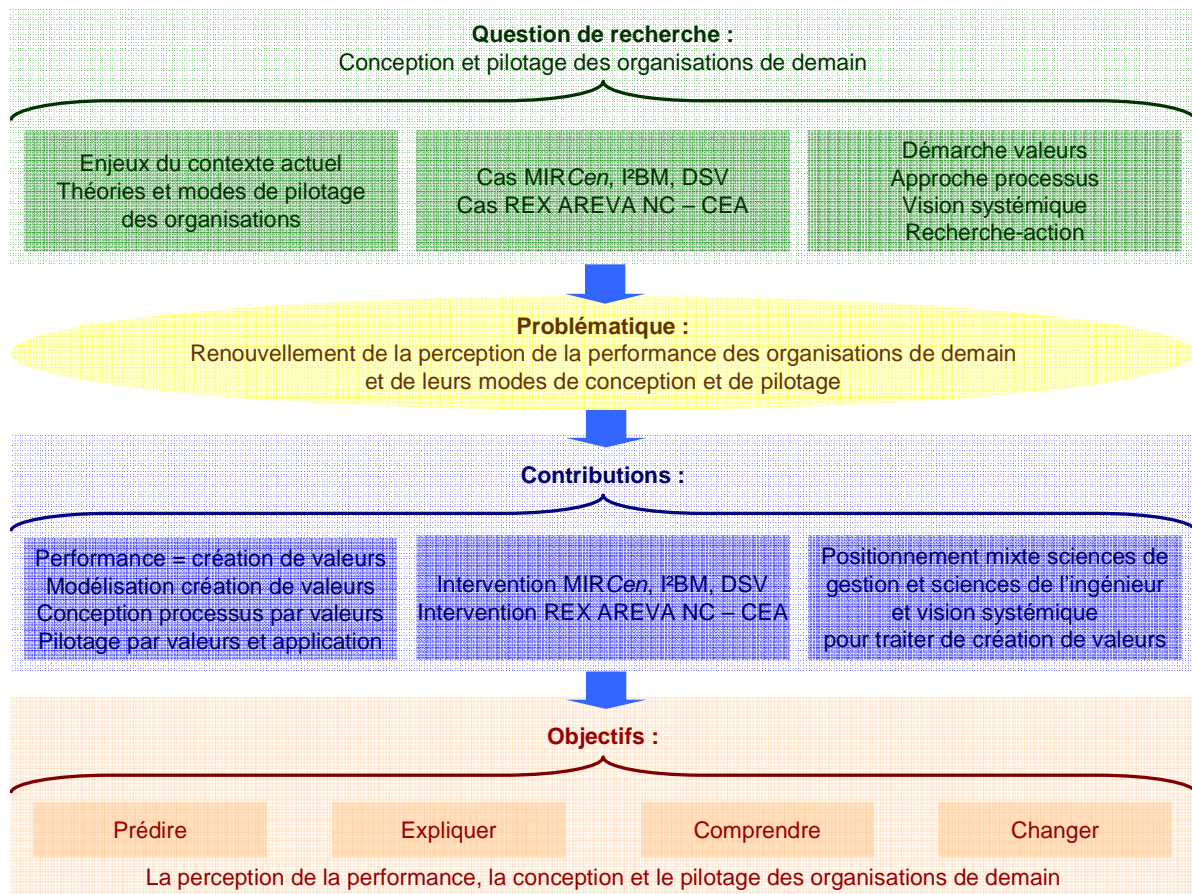 Question de recherche :
Conception et pilotage des organisations de demain
Enjeux du contexte actuel
Théories et modes de pilotage
des organisations
Cas MIRCen, I²BM, DSV
Cas REX AREVA NC – CEA
Démarche valeurs
Approche processus
Vision systémique
Recherche-action
Problématique :
Renouvellement de la perception de la performance des organisations de demain
et de leurs modes de conception et de pilotage
Contributions :
Performance = création de valeurs
Modélisation création de valeurs
Conception processus par valeurs
Pilotage par valeurs et application
Intervention MIRCen, I²BM, DSV
Intervention REX AREVA NC – CEA
Positionnement mixte sciences de
gestion et sciences de l'ingénieur
et vision systémique
pour traiter de création de valeurs
Objectifs :
Prédire
Expliquer
Comprendre
Changer
La perception de la performance, la conception et le pilotage des organisations de demain